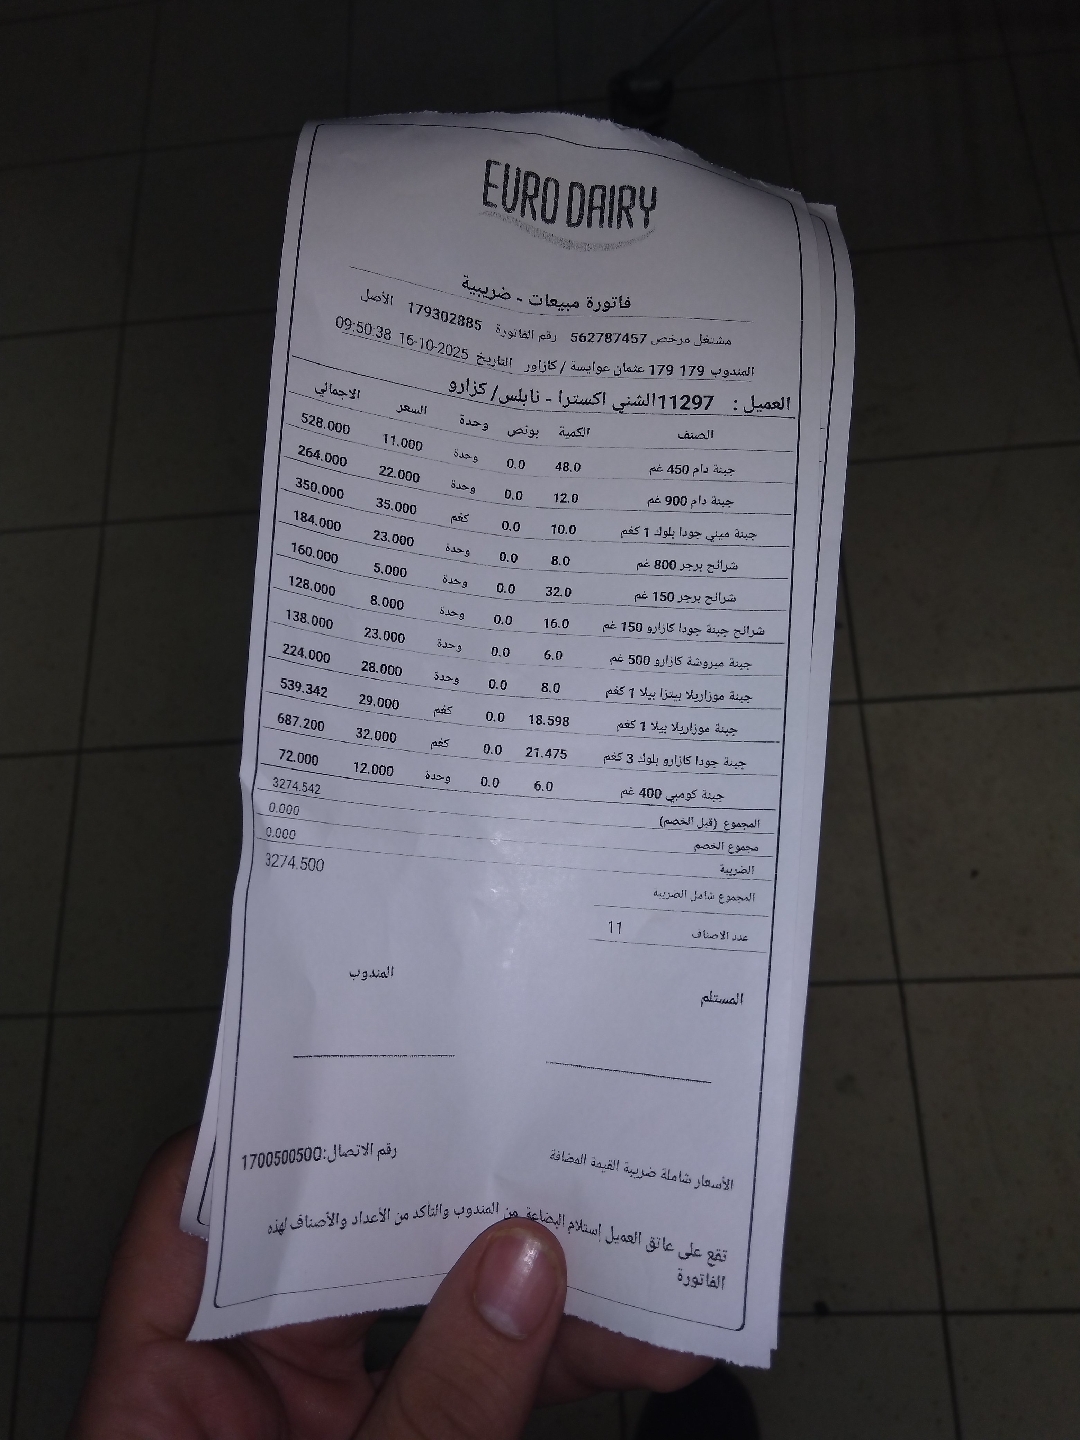 EURO DAIRY
فاتورة مبيعات - ضريبية
مشتغل مرخص 562787457 رقم الفاتورة 179302885 الأصل
المندوب 179 179 عثمان عوايسة / كازاور التاريخ 16-10-2025 09:50:38
العميل : 11297الشني اكسترا - نابلس/ كزارو
الصنف الكمية بونص وحدة السعر الاجمالي
جبنة دام 450 غم 48.0 0.0 وحدة 11.000 528.000
جبنة دام 900 غم 12.0 0.0 وحدة 22.000 264.000
جبنة ميني جودا بلوك 1 كغم 10.0 0.0 كغم 35.000 350.000
شرائح برجر 800 غم 8.0 0.0 وحدة 23.000 184.000
شرائح برجر 150 غم 32.0 0.0 وحدة 5.000 160.000
شرائح جبنة جودا كازارو 150 غم 16.0 0.0 وحدة 8.000 128.000
جبنة مبروشة كازارو 500 غم 6.0 0.0 وحدة 23.000 138.000
جبنة موزاريلا بيتزا بيلا 1 كغم 8.0 0.0 وحدة 28.000 224.000
جبنة موزاريلا بيلا 1 كغم 18.598 0.0 كغم 29.000 539.342
جبنة جودا كازارو بلوك 3 كغم 21.475 0.0 كغم 32.000 687.200
جبنة كومبي 400 غم 6.0 0.0 وحدة 12.000 72.000
المجموع (قبل الخصم) 3274.542
مجموع الخصم 0.000
الضريبة 0.000
المجموع شامل الضريبه 3274.500
عدد الاصناف 11
المستلم المندوب
الأسعار شاملة ضريبة القيمة المضافة رقم الاتصال:1700500500
تقع على عاتق العميل إستلام البضاعة من المندوب والتأكد من الأعداد والأصناف لهذه
الفاتورة